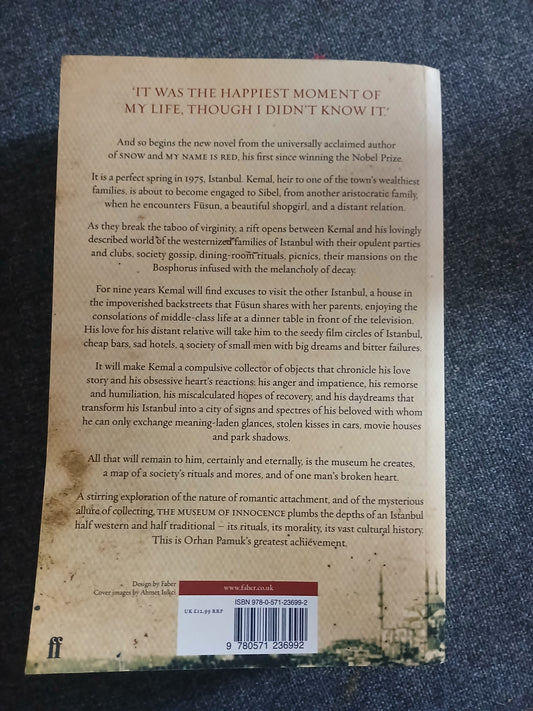 ‘IT WAS THE HAPPIEST MOMENT OF
MY LIFE, THOUGH I DIDN’T KNOW IT.’
And so begins the new novel from the universally acclaimed author
of SNOW and MY NAME IS RED, his first since winning the Nobel Prize.
It is a perfect spring in 1975, Istanbul. Kemal, heir to one of the town’s wealthiest
families, is about to become engaged to Sibel, from another aristocratic family,
when he encounters Füsun, a beautiful shopgirl, and a distant relation.
As they break the taboo of virginity, a rift opens between Kemal and his lovingly
described world of the westernized families of Istanbul with their opulent parties
and clubs, society gossip, dining-room rituals, picnics, their mansions on the
Bosphorus infused with the melancholy of decay.
For nine years Kemal will find excuses to visit the other Istanbul, a house in
the impoverished backstreets that Füsun shares with her parents, enjoying the
consolations of middle-class life at a dinner table in front of the television.
His love for his distant relative will take him to the seedy film circles of Istanbul,
cheap bars, sad hotels, a society of small men with big dreams and bitter failures.
It will make Kemal a compulsive collector of objects that chronicle his love
story and his obsessive heart’s reactions: his anger and impatience, his remorse
and humiliation, his miscalculated hopes of recovery, and his daydreams that
transform his Istanbul into a city of signs and spectres of his beloved with whom
he can only exchange meaning-laden glances, stolen kisses in cars, movie houses
and park shadows.
All that will remain to him, certainly and eternally, is the museum he creates,
a map of a society’s rituals and mores, and of one man’s broken heart.
A stirring exploration of the nature of romantic attachment, and of the mysterious
allure of collecting, THE MUSEUM OF INNOCENCE plumbs the depths of an Istanbul
half western and half traditional – its rituals, its morality, its vast cultural history.
This is Orhan Pamuk’s greatest achievement.
Design by Faber
Cover images by Ahmet Işıkçi
www.faber.co.uk
UK £12.99 RRP
ISBN 978-0-571-23699-2
9 780571 236992
ff